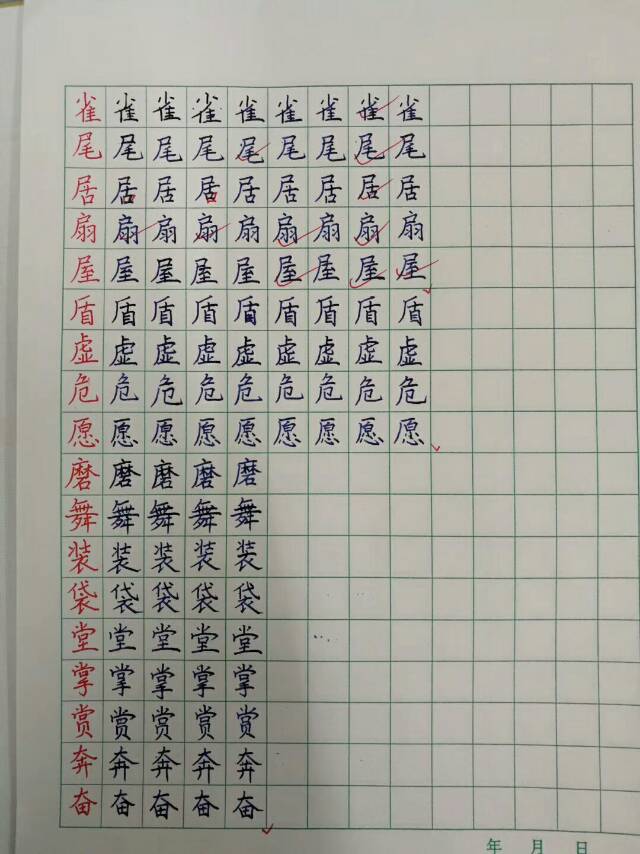 雀雀雀雀雀雀雀雀雀
尾尾尾尾尾尾尾尾尾
居居居居居居居居居
扇扇扇扇扇扇扇扇扇
屋屋屋屋屋屋屋屋屋
盾盾盾盾盾盾盾盾盾
虚虚虚虚虚虚虚虚虚
危危危危危危危危危
愿愿愿愿愿愿愿愿愿
磨磨磨磨磨
舞舞舞舞舞
装装装装装
袋袋袋袋袋
堂堂堂堂堂
掌掌掌掌掌
赏赏赏赏赏
奔奔奔奔奔
奋奋奋奋奋
年 月 日